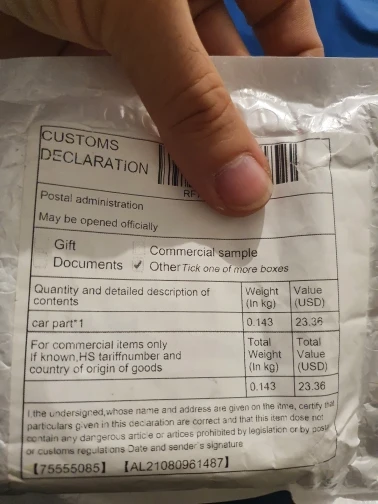 CUSTOMS
DECLARATION
RF
Postal administration
May be opened officially
Gift
Commercial sample
Documents ✓ Other Tick one of more boxes
Quantity and detailed description of contents Weight (In kg) Value (USD)
car part*1 0.143 23.36
For commercial items only
If known,HS tariffnumber and
country of origin of goods
Total Weight (In kg) Total Value (USD)
0.143 23.36
I the undersigned,whose name and address are given on the itme, certify that
particulars given in this declaration are correct and that this item dose not
contain any dangerous article or artices prohibited by legislation or by
or customs regulations Date and sender's signature
【75555085】 【AL21080961487】